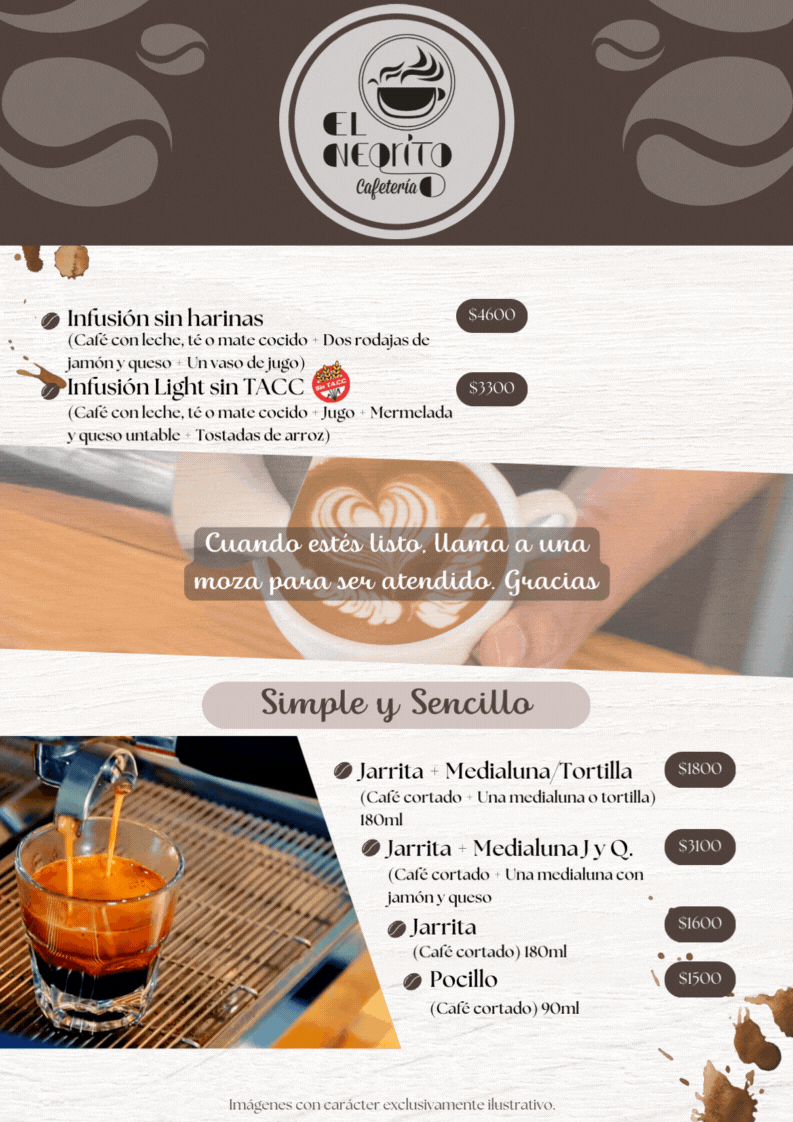 EL
NEGRITO
Cafetería
Infusión sin harinas
$4600
(Café con leche, té o mate cocido + Dos rodajas de
jamón y queso + Un vaso de jugo)
Infusión Light sin TACC
Sin T.A.C.C.
$3300
(Café con leche, té o mate cocido + Jugo + Mermelada
y queso untable + Tostadas de arroz)
Cuando estés listo, llama a una
moza para ser atendido. Gracias
Simple y Sencillo
Jarrita + Medialuna/Tortilla
$1800
(Café cortado + Una medialuna o tortilla)
180ml
Jarrita + Medialuna J y Q.
$3100
(Café cortado + Una medialuna con
jamón y queso
Jarrita
$1600
(Café cortado) 180ml
Pocillo
$1500
(Café cortado) 90ml
Imágenes con carácter exclusivamente ilustrativo.